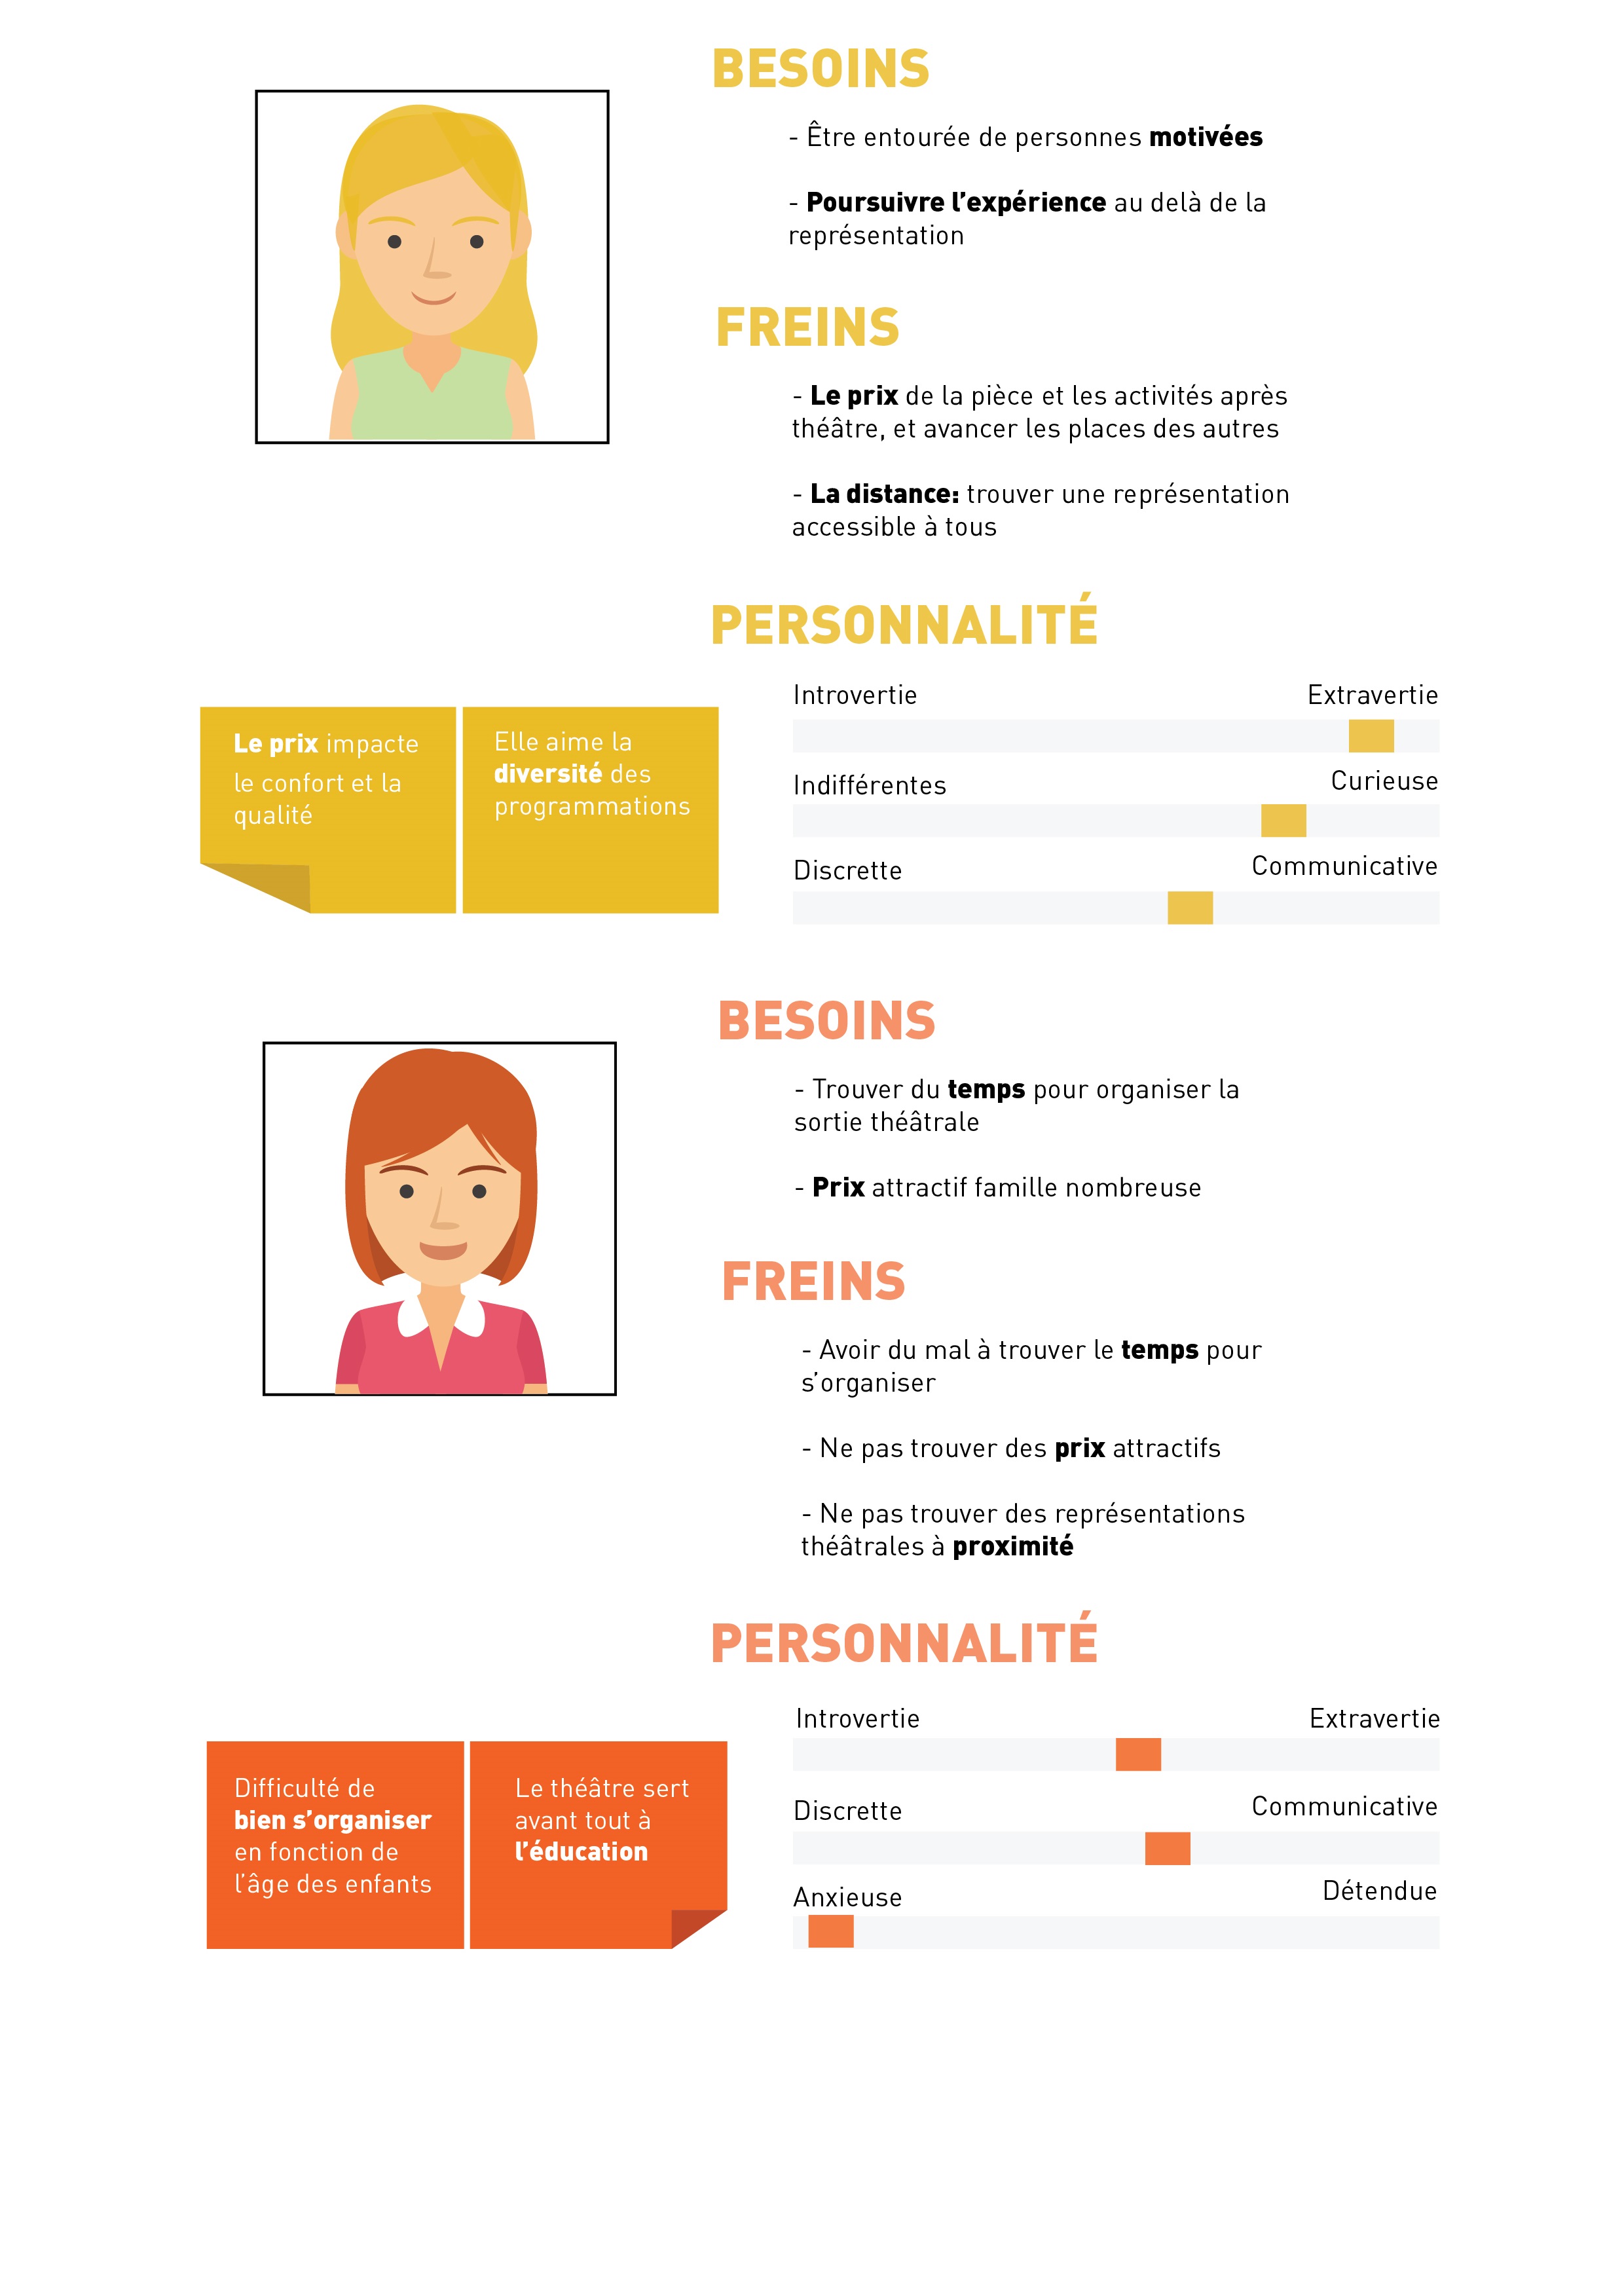 BESOINS
- Être entourée de personnes motivées
- Poursuivre l’expérience au delà de la
représentation
FREINS
- Le prix de la pièce et les activités après
théâtre, et avancer les places des autres
- La distance: trouver une représentation
accessible à tous
PERSONNALITÉ
Introvertie Extravertie
Indifférentes Curieuse
Discrette Communicative
Le prix impacte
le confort et la
qualité
Elle aime la
diversité des
programmations
BESOINS
- Trouver du temps pour organiser la
sortie théâtrale
- Prix attractif famille nombreuse
FREINS
- Avoir du mal à trouver le temps pour
s’organiser
- Ne pas trouver des prix attractifs
- Ne pas trouver des représentations
théâtrales à proximité
PERSONNALITÉ
Introvertie Extravertie
Discrette Communicative
Anxieuse Détendue
Difficulté de
bien s’organiser
en fonction de
l’âge des enfants
Le théâtre sert
avant tout à
l’éducation